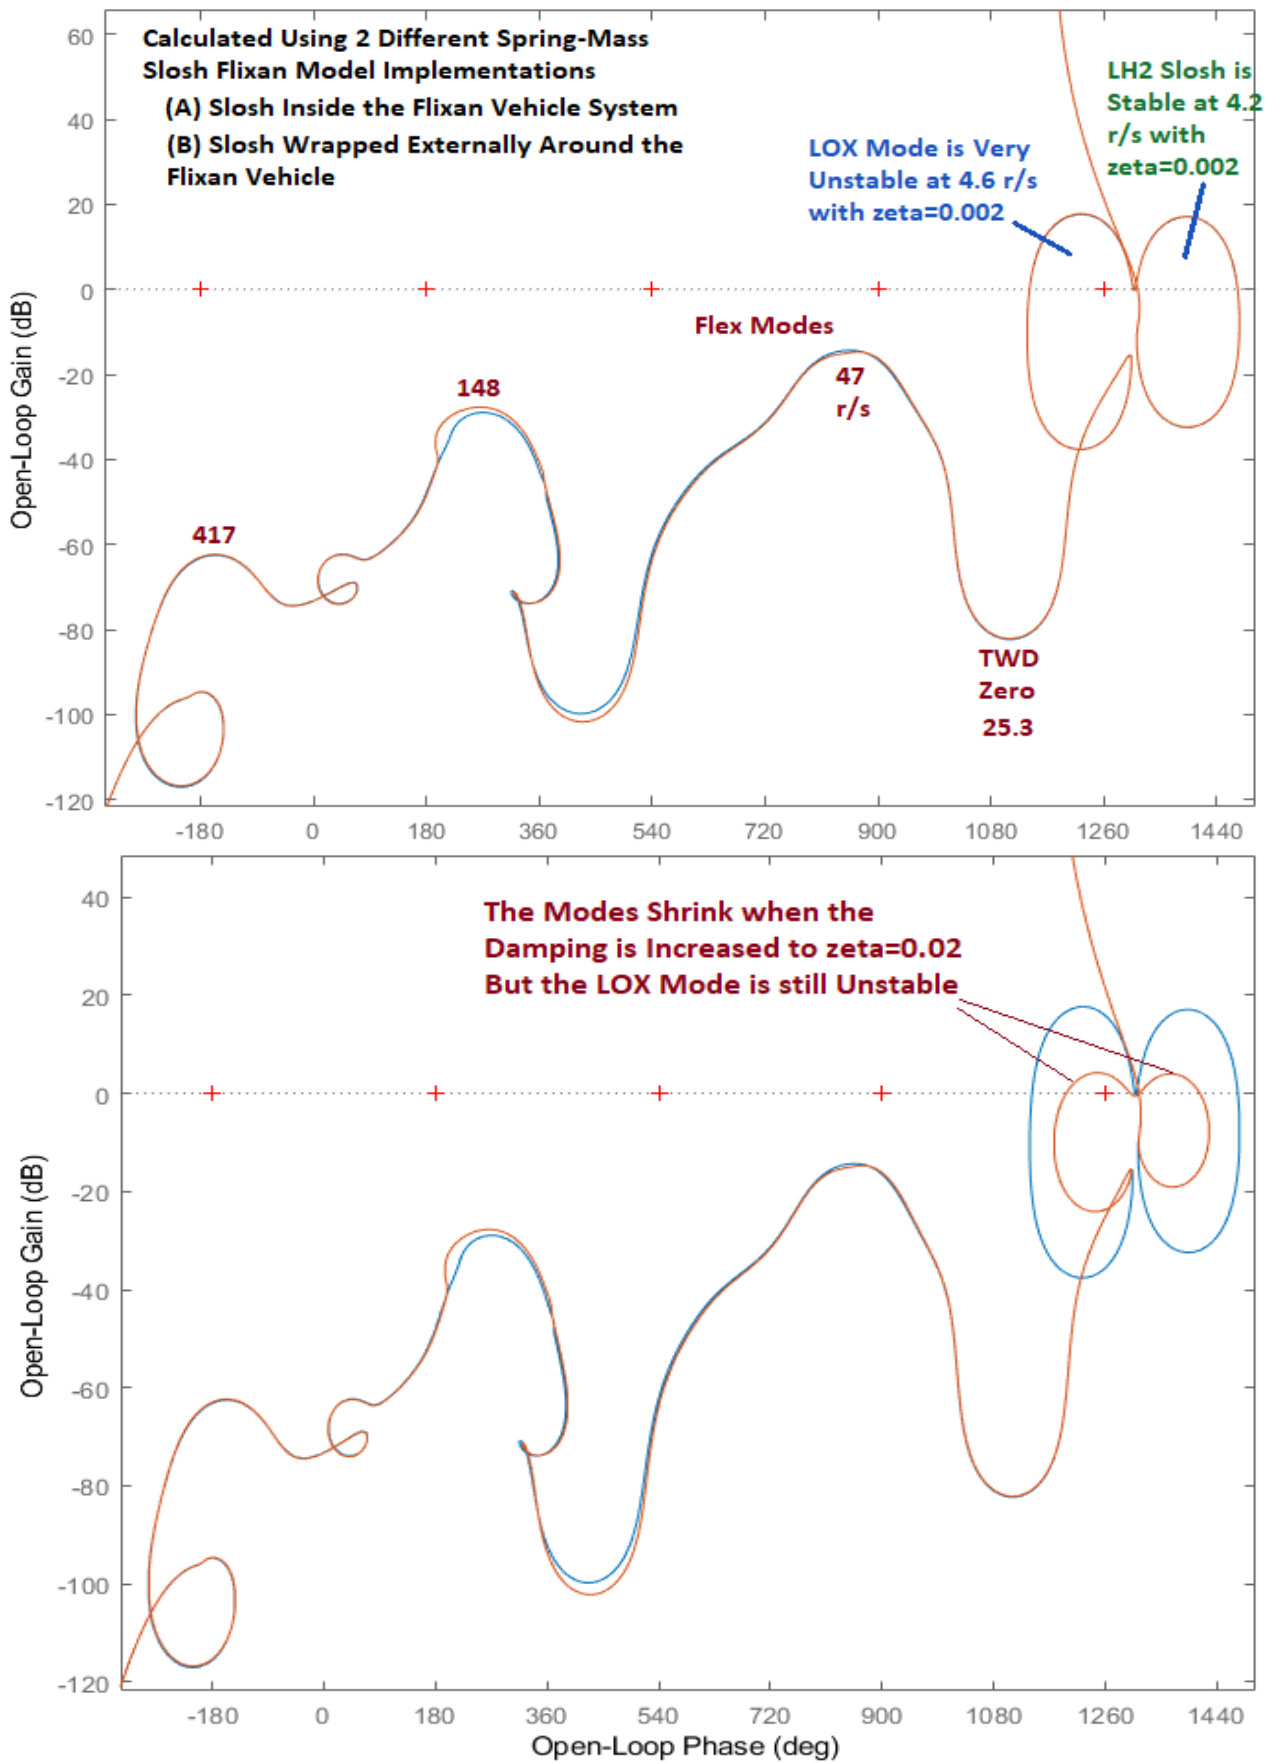 Calculated Using 2 Different Spring-Mass
Slosh Flixan Model Implementations
(A) Slosh Inside the Flixan Vehicle System
(B) Slosh Wrapped Externally Around the
Flixan Vehicle
LH2 Slosh is
Stable at 4.2
r/s with
zeta=0.002
LOX Mode is Very
Unstable at 4.6 r/s
with zeta=0.002
Flex Modes
47
r/s
148
417
TWD
Zero
25.3
Open-Loop Gain (dB)
60
40
20
0
-20
-40
-60
-80
-100
-120
-180 0 180 360 540 720 900 1080 1260 1440
The Modes Shrink when the
Damping is Increased to zeta=0.02
But the LOX Mode is still Unstable
Open-Loop Gain (dB)
40
20
0
-20
-40
-60
-80
-100
-120
-180 0 180 360 540 720 900 1080 1260 1440
Open-Loop Phase (deg)